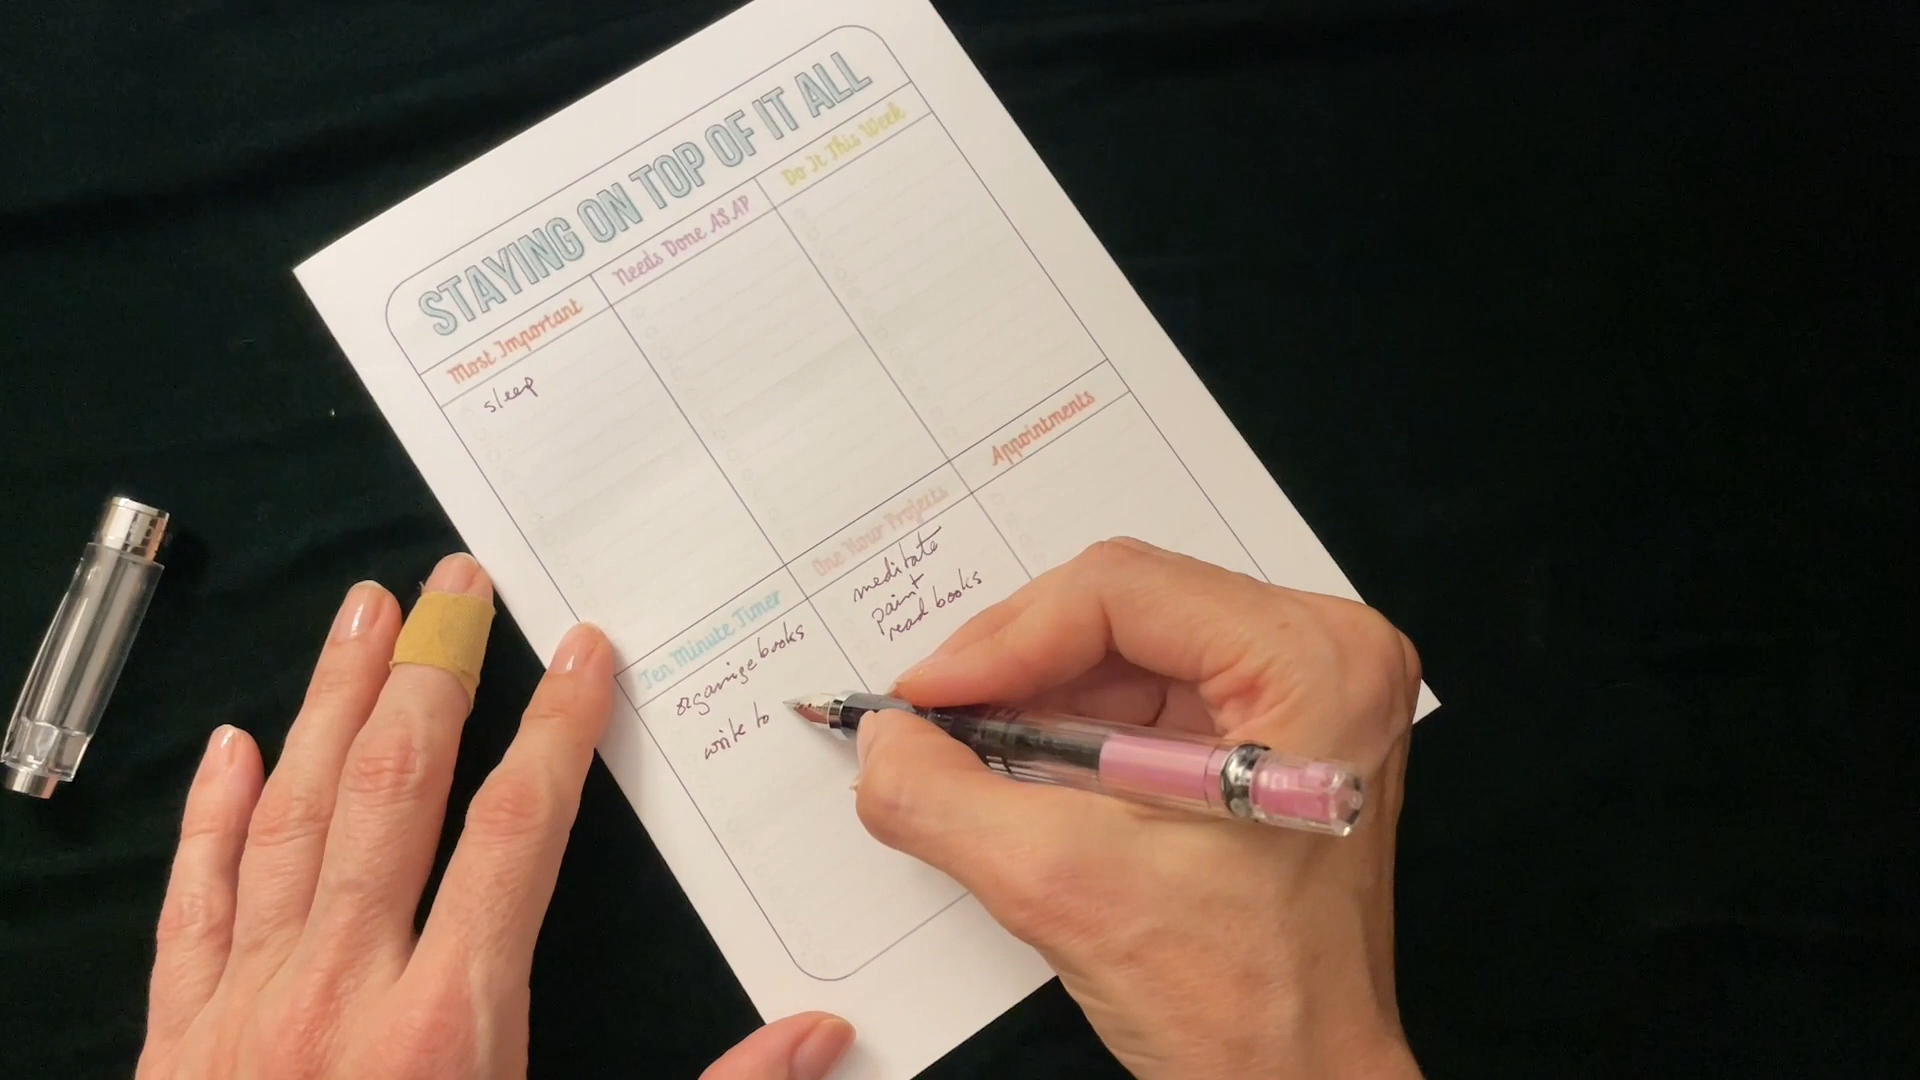 STAYING ON TOP OF IT ALL
Most Important
Needs Done ASAP
Do It This Week
sleep
Ten Minute Timer
One Hour Projects
Appointments
organize books
write to
meditate
paint
read books